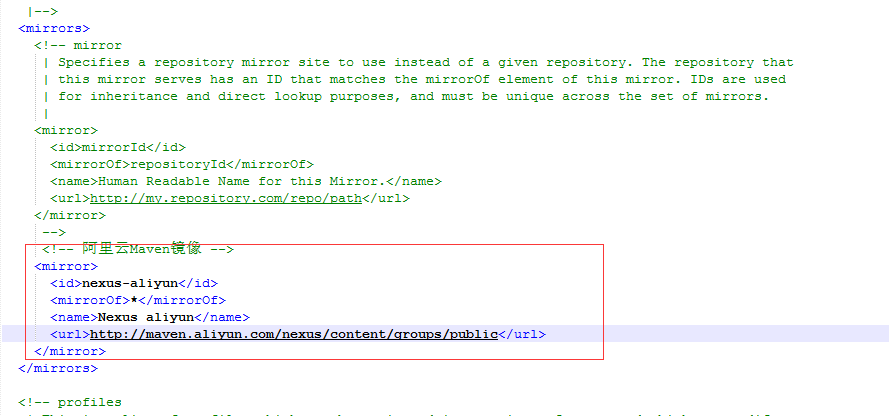 |-->
<mirrors>
<!-- mirror
| Specifies a repository mirror site to use instead of a given repository. The repository that
| this mirror serves has an ID that matches the mirrorOf element of this mirror. IDs are used
| for inheritance and direct lookup purposes, and must be unique across the set of mirrors.
|
<mirror>
<id>mirrorId</id>
<mirrorOf>repositoryId</mirrorOf>
<name>Human Readable Name for this Mirror.</name>
<url>http://my.repository.com/repo/path</url>
</mirror>
-->
<!-- 阿里云Maven镜像 -->
<mirror>
<id>nexus-aliyun</id>
<mirrorOf>*</mirrorOf>
<name>Nexus aliyun</name>
<url>http://maven.aliyun.com/nexus/content/groups/public</url>
</mirror>
</mirrors>
<!-- profiles